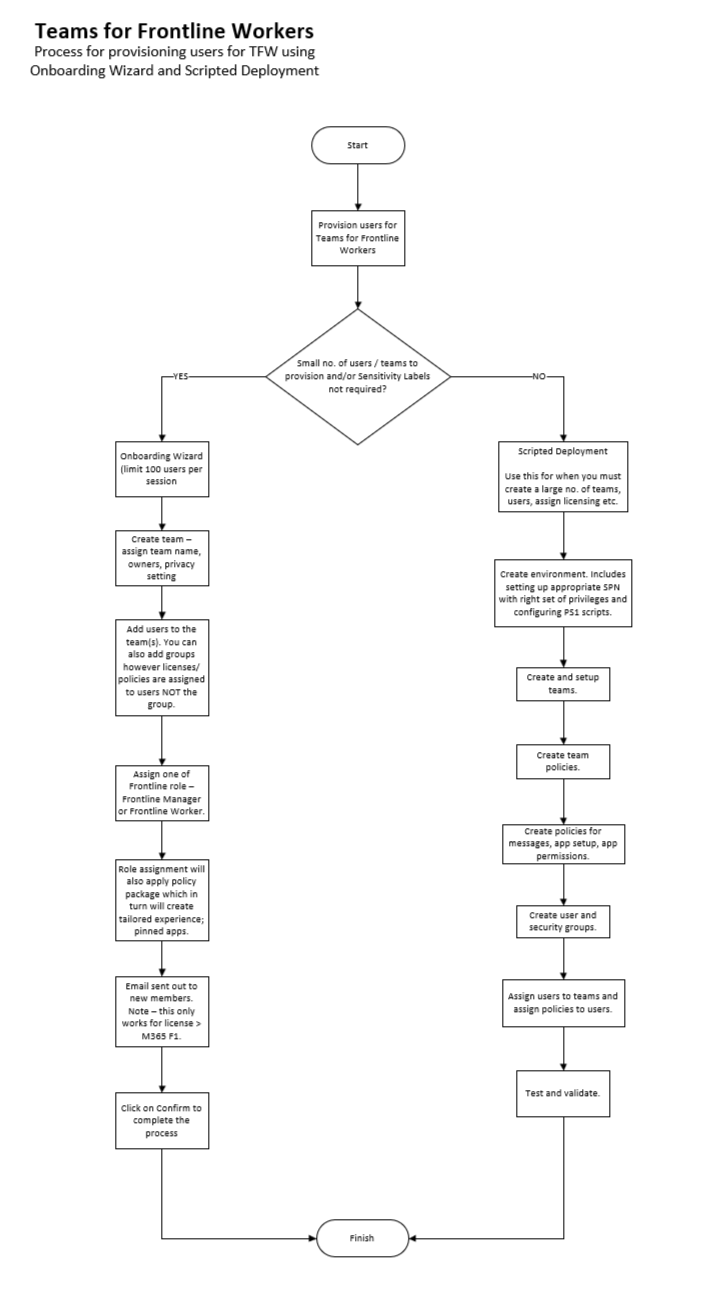 Teams for Frontline Workers
Process for provisioning users for TFW using
Onboarding Wizard and Scripted Deployment
Start
Provision users for
Teams for Frontline
Workers
Small no. of users / teams to
provision and/or Sensitivity Labels
not required?
YES
NO
Onboarding Wizard
(limit 100 users per
session
Create team –
assign team name,
owners, privacy
setting
Add users to the
team(s). You can
also add groups
however licenses/
policies are assigned
to users NOT the
group.
Assign one of
Frontline role –
Frontline Manager
or Frontline Worker.
Role assignment will
also apply policy
package which in
turn will create
tailored experience;
pinned apps.
Email sent out to
new members.
Note – this only
works for license >
M365 F1.
Click on Confirm to
complete the
process
Scripted Deployment
Use this for when you must
create a large no. of teams,
users, assign licensing etc.
Create environment. Includes
setting up appropriate SPN
with right set of privileges and
configuring PS1 scripts.
Create and setup
teams.
Create team
policies.
Create policies for
messages, app setup, app
permissions.
Create user and
security groups.
Assign users to teams and
assign policies to users.
Test and validate.
Finish